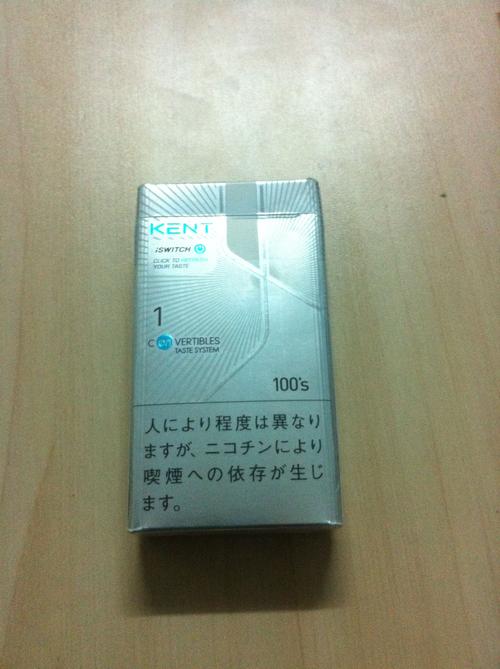 KENT
iSWITCH
CLICK TO REFRESH
YOUR TASTE
1
CONVERTIBLES
TASTE SYSTEM
100's
人により程度は異なり
ますが、ニコチンにより
喫煙への依存が生じ
ます。